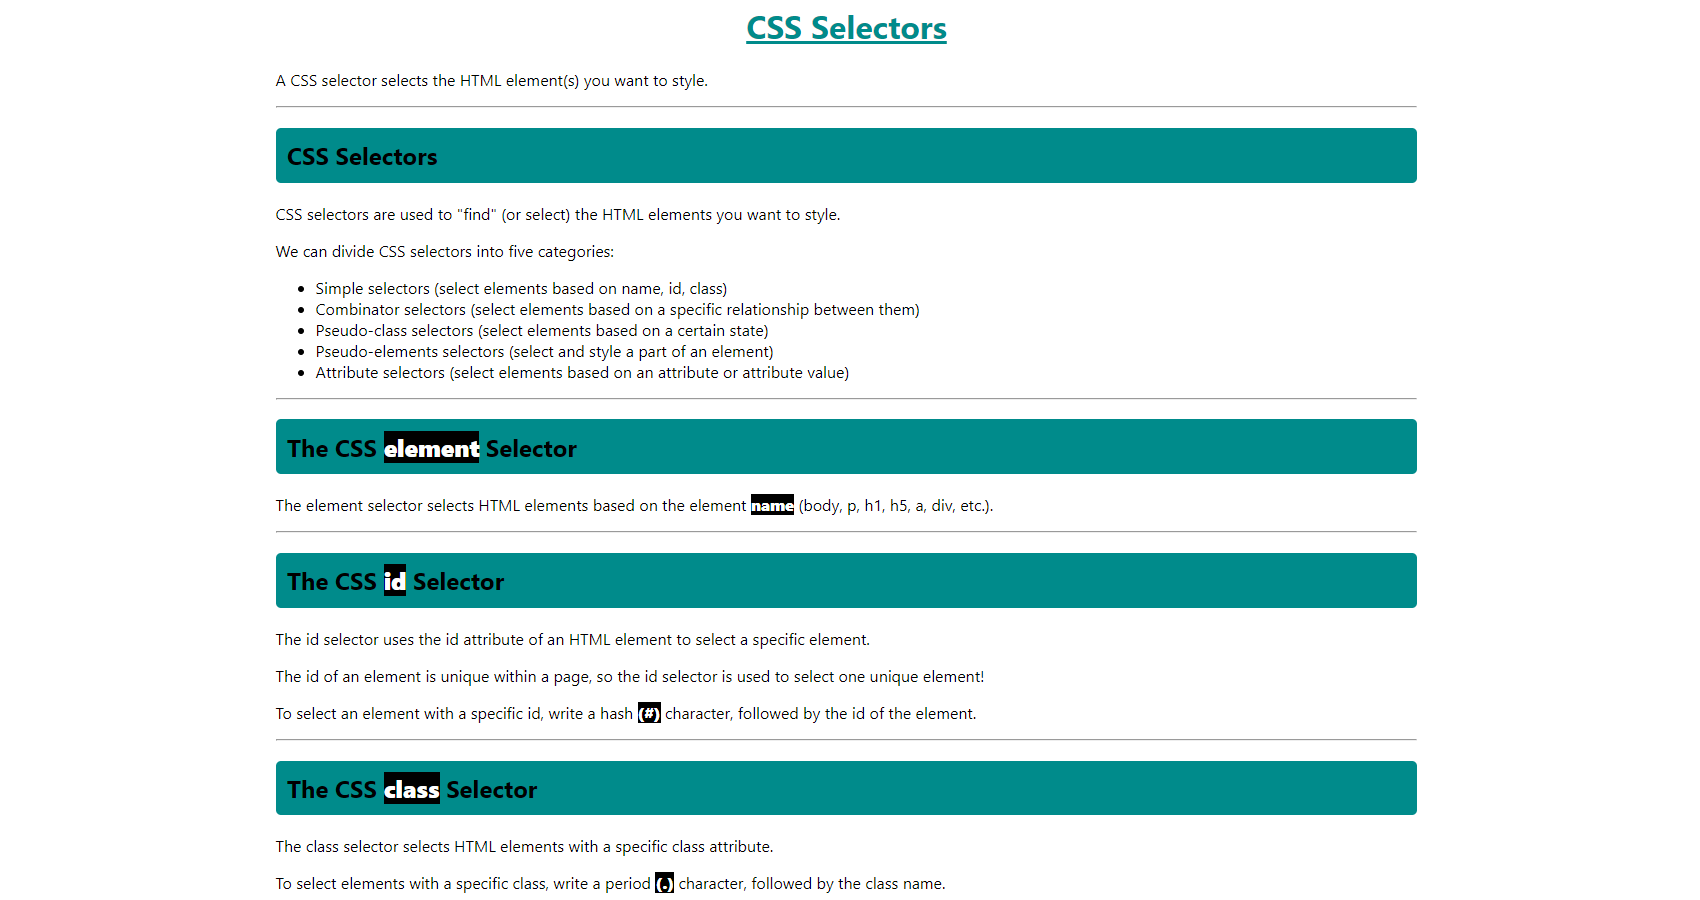 CSS Selectors
A CSS selector selects the HTML element(s) you want to style.
CSS Selectors
CSS selectors are used to "find" (or select) the HTML elements you want to style.
We can divide CSS selectors into five categories:
• Simple selectors (select elements based on name, id, class)
• Combinator selectors (select elements based on a specific relationship between them)
• Pseudo-class selectors (select elements based on a certain state)
• Pseudo-elements selectors (select and style a part of an element)
• Attribute selectors (select elements based on an attribute or attribute value)
The CSS element Selector
The element selector selects HTML elements based on the element name (body, p, h1, h5, a, div, etc.).
The CSS id Selector
The id selector uses the id attribute of an HTML element to select a specific element.
The id of an element is unique within a page, so the id selector is used to select one unique element!
To select an element with a specific id, write a hash (#) character, followed by the id of the element.
The CSS class Selector
The class selector selects HTML elements with a specific class attribute.
To select elements with a specific class, write a period (.) character, followed by the class name.